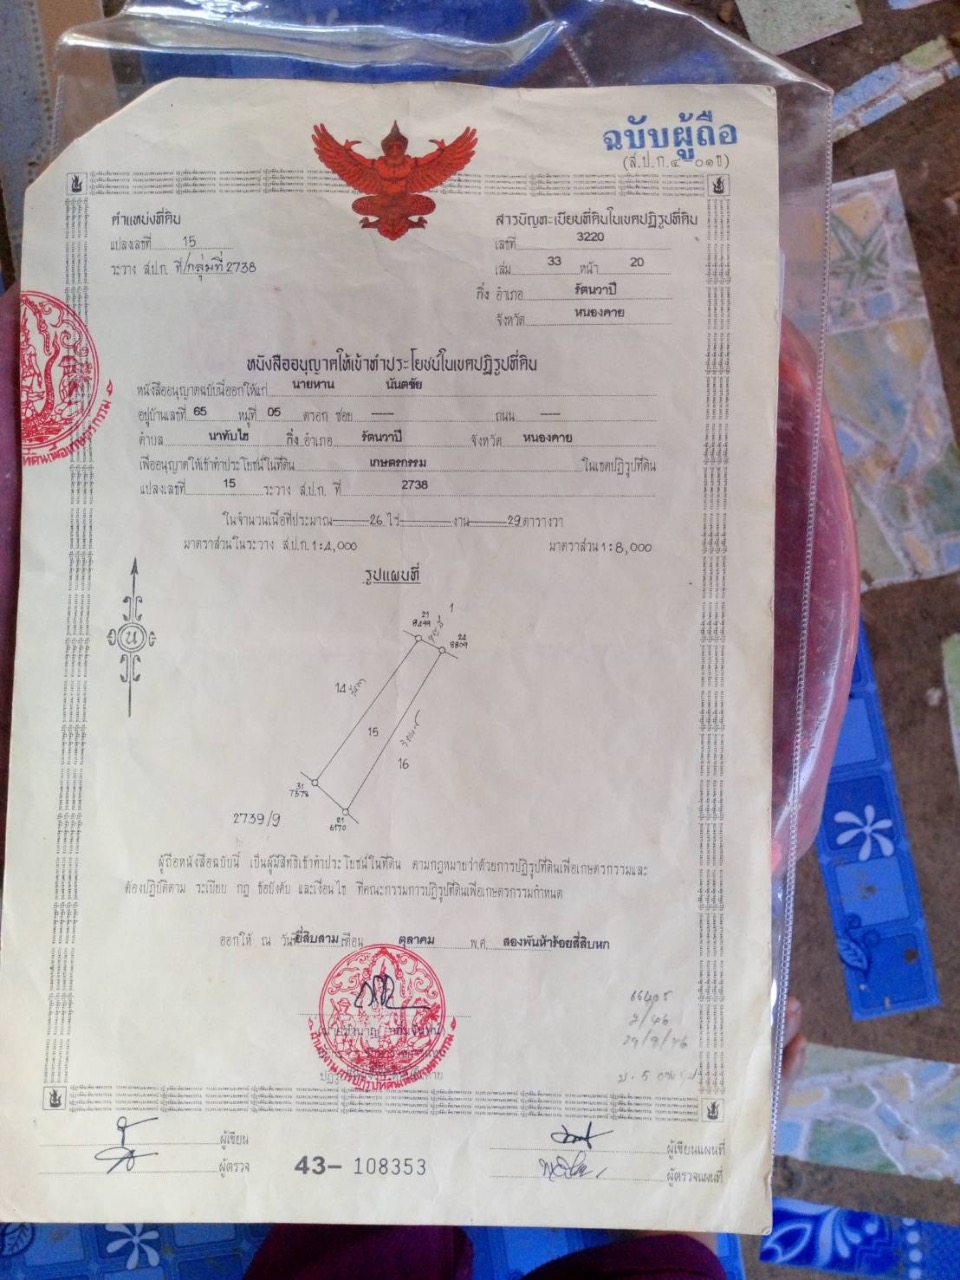 ฉบับผู้ถือ
(ส.ป.ก.๔-๐๑ข)
ตำแหน่งที่ดิน
แปลงเลขที่ 15
ระวาง ส.ป.ก. ที่/กลุ่มที่ 2738
สารบัญทะเบียนที่ดินในเขตปฏิรูปที่ดิน
เลขที่ 3220
เล่ม 33 หน้า 20
กิ่ง อำเภอ รัตนวาปี
จังหวัด หนองคาย
หนังสืออนุญาตให้เข้าทำประโยชน์ในเขตปฏิรูปที่ดิน
หนังสืออนุญาตฉบับนี้ออกให้แก่ นายหาน นันตชัย
อยู่บ้านเลขที่ 65 หมู่ที่ 05 ตรอก ซอย ---- ถนน ----
ตำบล นาทับไฮ กิ่ง อำเภอ รัตนวาปี จังหวัด หนองคาย
เพื่ออนุญาตให้เข้าทำประโยชน์ในที่ดิน เกษตรกรรม ในเขตปฏิรูปที่ดิน
แปลงเลขที่ 15 ระวาง ส.ป.ก. ที่ 2738
ในจำนวนเนื้อที่ประมาณ 26 ไร่ — งาน 29 ตารางวา
มาตราส่วนในระวาง ส.ป.ก. 1:4,000 มาตราส่วน 1:8,000
รูปแผนที่
น
1
21
8499
24
8809
14
15
16
31
7378
21
6170
2739/9
ผู้ถือหนังสือฉบับนี้ เป็นผู้มีสิทธิเข้าทำประโยชน์ในที่ดิน ตามกฎหมายว่าด้วยการปฏิรูปที่ดินเพื่อเกษตรกรรมและ
ต้องปฏิบัติตาม ระเบียบ กฎ ข้อบังคับ และเงื่อนไข ที่คณะกรรมการปฏิรูปที่ดินเพื่อเกษตรกรรมกำหนด
ออกให้ ณ วันที่ ยี่สิบสาม เดือน ตุลาคม พ.ศ. สองพันห้าร้อยสี่สิบหก
ผู้เขียน
ผู้ตรวจ
43- 108353
ผู้เขียนแผนที่
ผู้ตรวจแผนที่